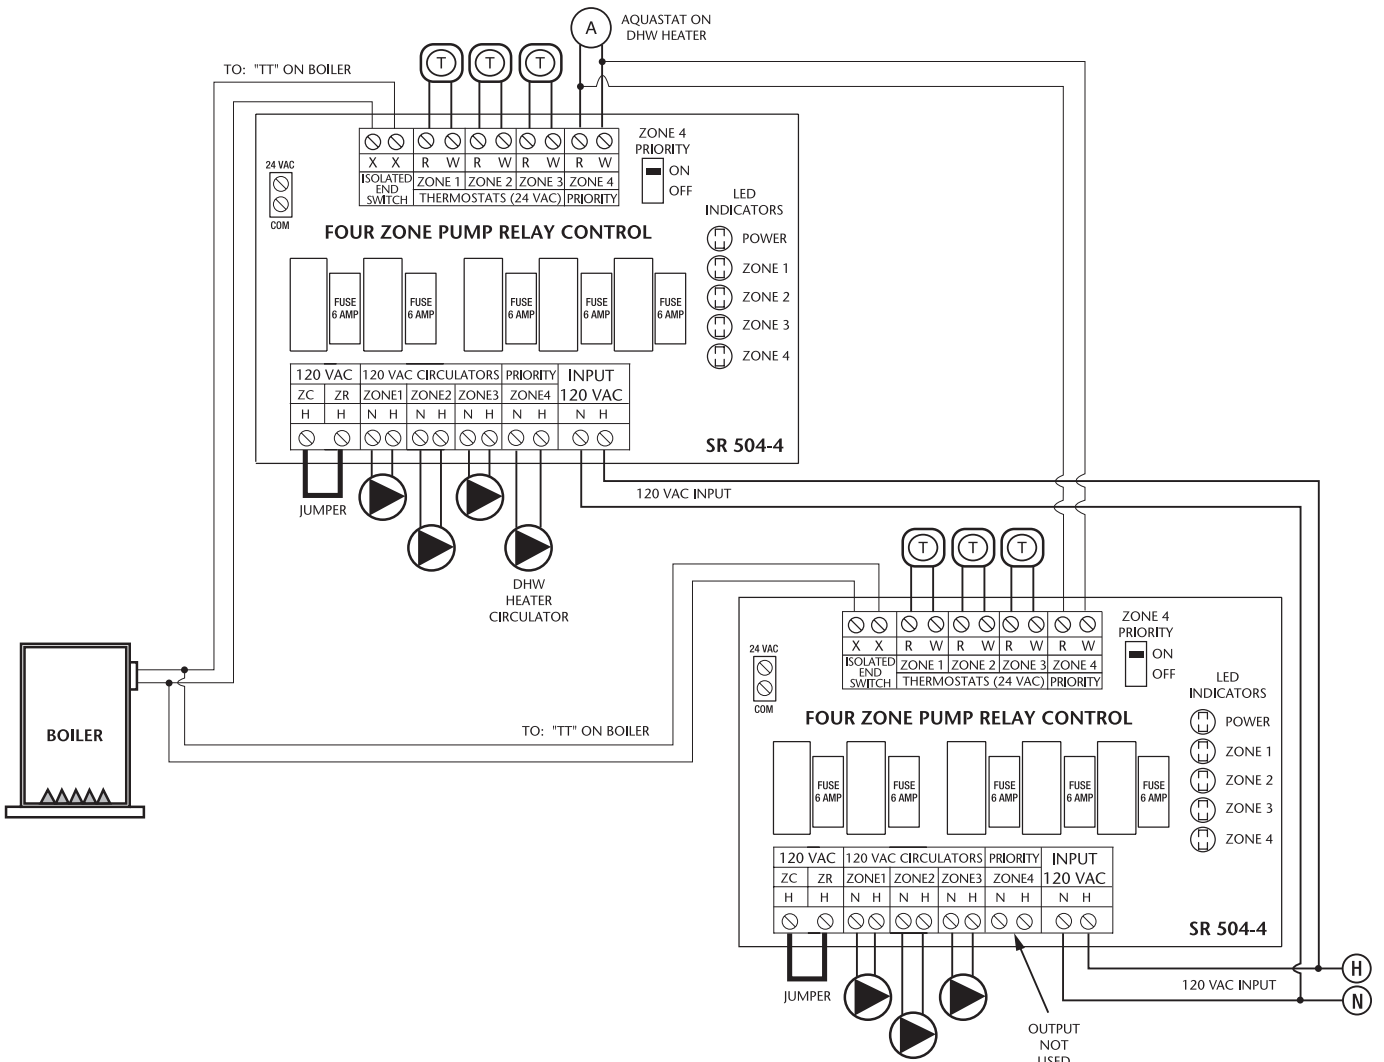 A
AQUASTAT ON
DHW HEATER
TO: "TT" ON BOILER
T T T
X X R W R W R W R W
ISOLATED
END
SWITCH
ZONE 1 ZONE 2 ZONE 3 ZONE 4
THERMOSTATS (24 VAC) PRIORITY
ZONE 4
PRIORITY
ON
OFF
24 VAC
COM
FOUR ZONE PUMP RELAY CONTROL
LED
INDICATORS
POWER
ZONE 1
ZONE 2
ZONE 3
ZONE 4
FUSE FUSE FUSE FUSE FUSE
6 AMP 6 AMP 6 AMP 6 AMP 6 AMP
120 VAC 120 VAC CIRCULATORS PRIORITY INPUT
ZC ZR ZONE1 ZONE2 ZONE3 ZONE4 120 VAC
H H N H N H N H N H N H
SR 504-4
JUMPER
120 VAC INPUT
DHW
HEATER
CIRCULATOR
T T T
X X R W R W R W R W
ISOLATED
END
SWITCH
ZONE 1 ZONE 2 ZONE 3 ZONE 4
THERMOSTATS (24 VAC) PRIORITY
ZONE 4
PRIORITY
ON
OFF
24 VAC
COM
BOILER
TO: "TT" ON BOILER
FOUR ZONE PUMP RELAY CONTROL
LED
INDICATORS
POWER
ZONE 1
ZONE 2
ZONE 3
ZONE 4
FUSE FUSE FUSE FUSE FUSE
6 AMP 6 AMP 6 AMP 6 AMP 6 AMP
120 VAC 120 VAC CIRCULATORS PRIORITY INPUT
ZC ZR ZONE1 ZONE2 ZONE3 ZONE4 120 VAC
H H N H N H N H N H N H
SR 504-4
JUMPER
120 VAC INPUT
H
N
OUTPUT
NOT
USED